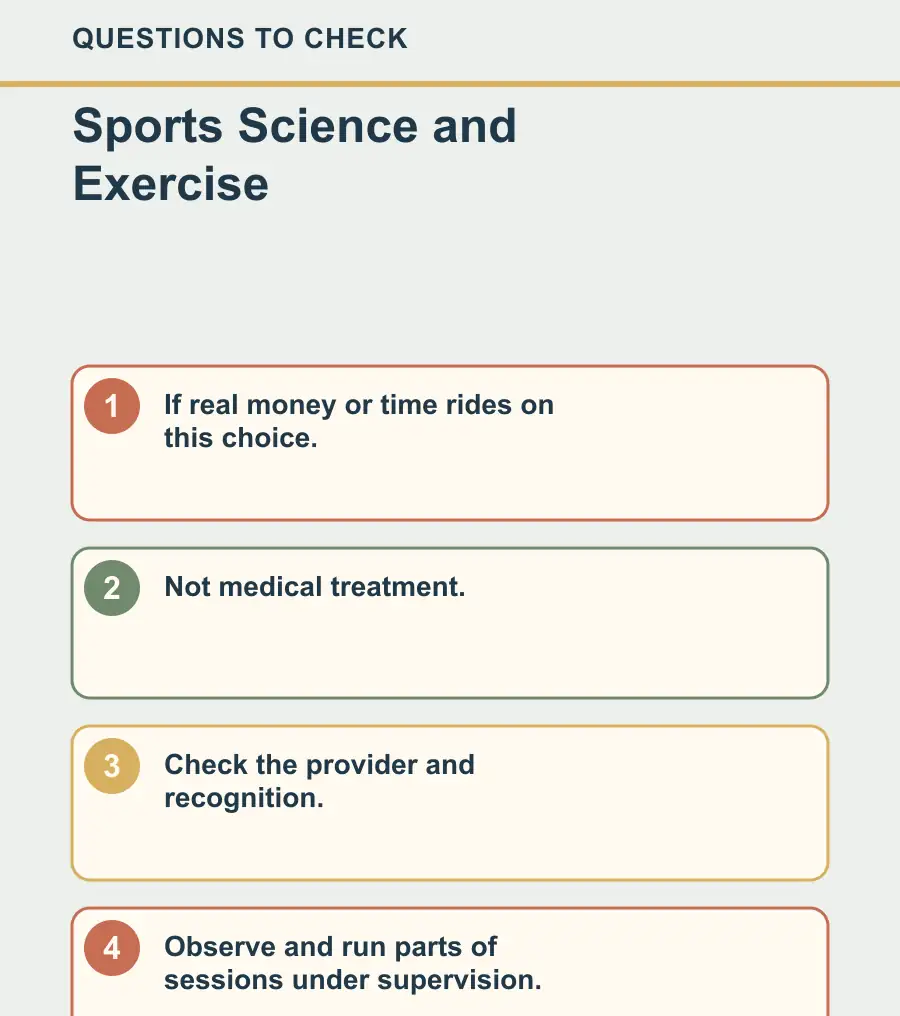 QUESTIONS TO CHECK
Sports Science and
Exercise
1
If real money or time rides on
this choice.
2
Not medical treatment.
3
Check the provider and
recognition.
4
Observe and run parts of
sessions under supervision.